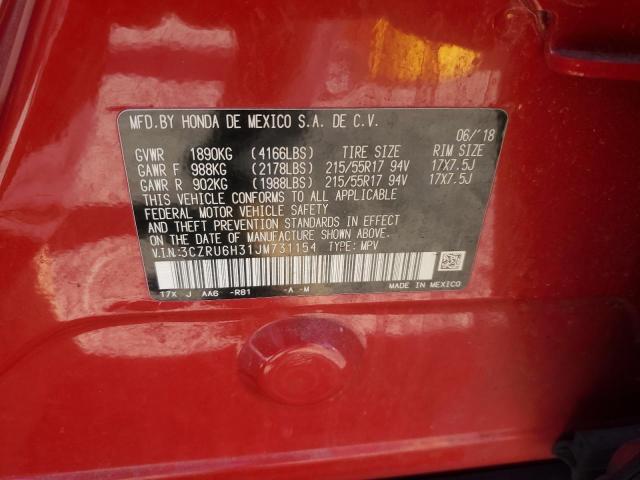 MFD.BY HONDA DE MEXICO S.A. DE C.V.
06/'18
GVWR 1890KG (4166LBS) TIRE SIZE RIM SIZE
GAWR F 988KG (2178LBS) 215/55R17 94V 17X7.5J
GAWR R 902KG (1988LBS) 215/55R17 94V 17X7.5J
THIS VEHICLE CONFORMS TO ALL APPLICABLE
FEDERAL MOTOR VEHICLE SAFETY
AND THEFT PREVENTION STANDARDS IN EFFECT
ON THE DATE OF MANUFACTURE SHOWN ABOVE.
V.I.N.:3CZRU6H31JM731154 TYPE: MPV
17X J AA6 -R81 -A -M MADE IN MEXICO